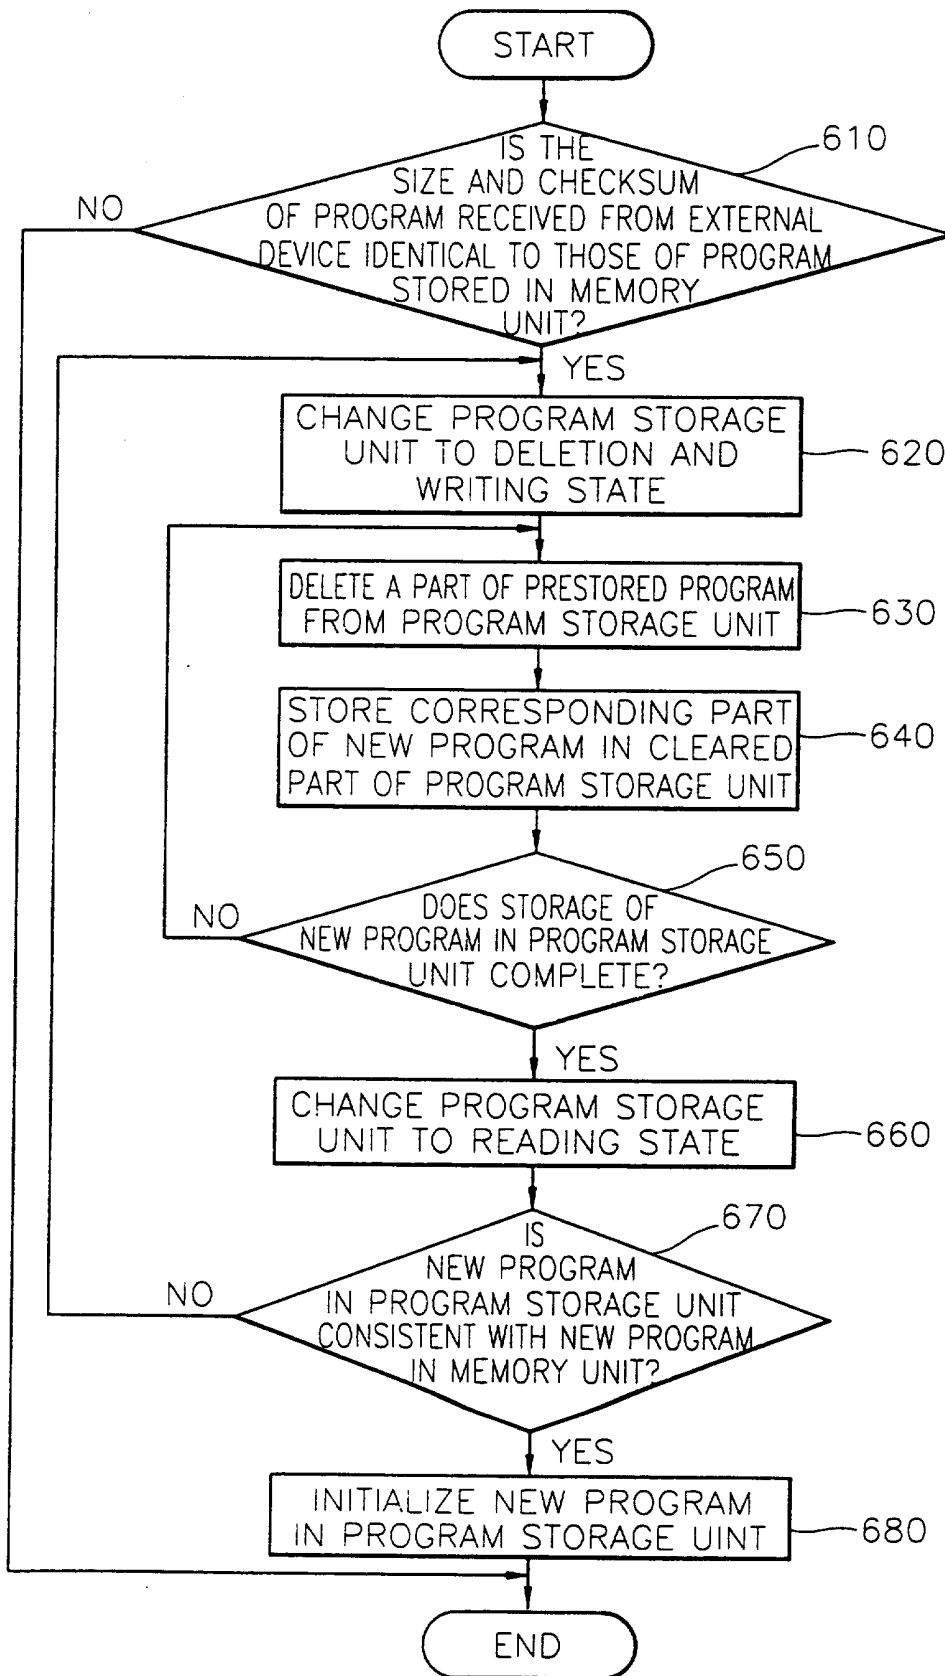 START
610
IS THE
SIZE AND CHECKSUM
OF PROGRAM RECEIVED FROM EXTERNAL
DEVICE IDENTICAL TO THOSE OF PROGRAM
STORED IN MEMORY
UNIT?
NO
YES
CHANGE PROGRAM STORAGE
UNIT TO DELETION AND
WRITING STATE
620
DELETE A PART OF PRESTORED PROGRAM
FROM PROGRAM STORAGE UNIT
630
STORE CORRESPONDING PART
OF NEW PROGRAM IN CLEARED
PART OF PROGRAM STORAGE UNIT
640
650
DOES STORAGE OF
NEW PROGRAM IN PROGRAM STORAGE
UNIT COMPLETE?
NO
YES
CHANGE PROGRAM STORAGE
UNIT TO READING STATE
660
670
IS
NEW PROGRAM
IN PROGRAM STORAGE UNIT
CONSISTENT WITH NEW PROGRAM
IN MEMORY UNIT?
NO
YES
INITIALIZE NEW PROGRAM
IN PROGRAM STORAGE UINT
680
END